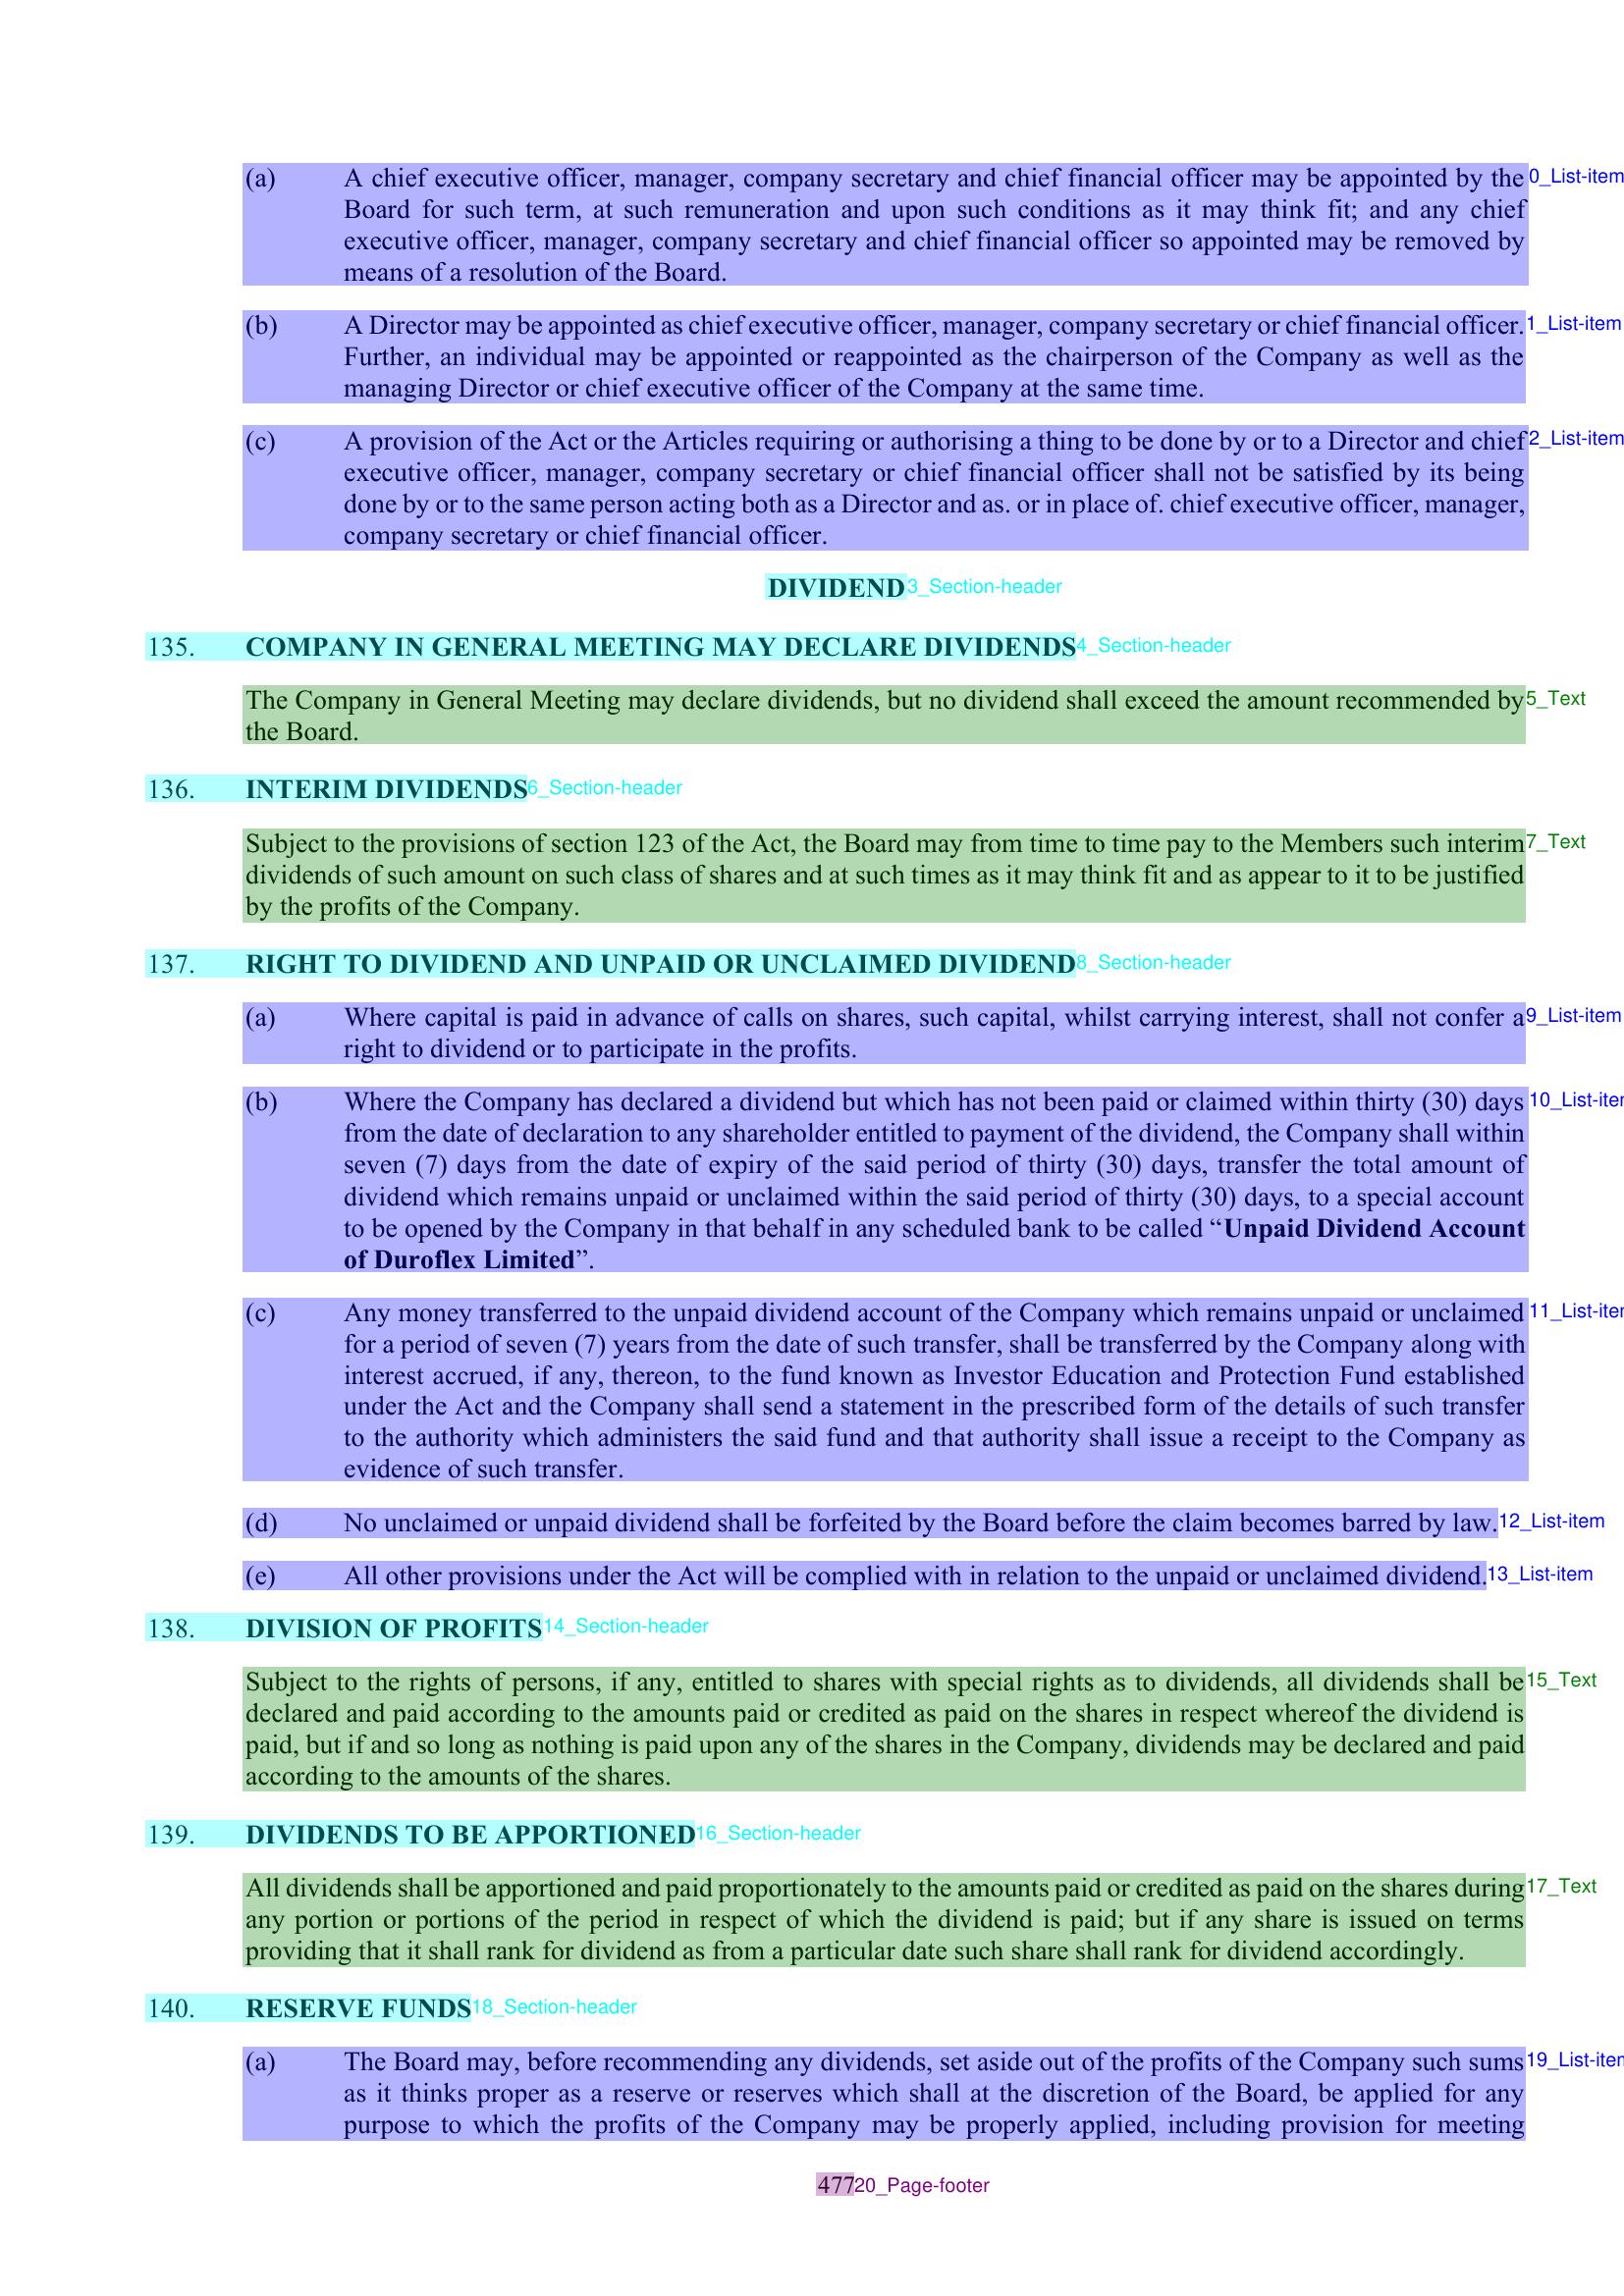 (a) A chief executive officer, manager, company secretary and chief financial officer may be appointed by the 0_List-item
Board for such term, at such remuneration and upon such conditions as it may think fit; and any chief
executive officer, manager, company secretary and chief financial officer so appointed may be removed by
means of a resolution of the Board.
(b) A Director may be appointed as chief executive officer, manager, company secretary or chief financial officer. 1_List-item
Further, an individual may be appointed or reappointed as the chairperson of the Company as well as the
managing Director or chief executive officer of the Company at the same time.
(c) A provision of the Act or the Articles requiring or authorising a thing to be done by or to a Director and chief 2_List-item
executive officer, manager, company secretary or chief financial officer shall not be satisfied by its being
done by or to the same person acting both as a Director and as. or in place of. chief executive officer, manager,
company secretary or chief financial officer.
DIVIDEND 3_Section-header
135. COMPANY IN GENERAL MEETING MAY DECLARE DIVIDENDS 4_Section-header
The Company in General Meeting may declare dividends, but no dividend shall exceed the amount recommended by 5_Text
the Board.
136. INTERIM DIVIDENDS 6_Section-header
Subject to the provisions of section 123 of the Act, the Board may from time to time pay to the Members such interim 7_Text
dividends of such amount on such class of shares and at such times as it may think fit and as appear to it to be justified
by the profits of the Company.
137. RIGHT TO DIVIDEND AND UNPAID OR UNCLAIMED DIVIDEND 8_Section-header
(a) Where capital is paid in advance of calls on shares, such capital, whilst carrying interest, shall not confer a 9_List-item
right to dividend or to participate in the profits.
(b) Where the Company has declared a dividend but which has not been paid or claimed within thirty (30) days 10_List-iter
from the date of declaration to any shareholder entitled to payment of the dividend, the Company shall within
seven (7) days from the date of expiry of the said period of thirty (30) days, transfer the total amount of
dividend which remains unpaid or unclaimed within the said period of thirty (30) days, to a special account
to be opened by the Company in that behalf in any scheduled bank to be called “Unpaid Dividend Account
of Duroflex Limited”.
(c) Any money transferred to the unpaid dividend account of the Company which remains unpaid or unclaimed 11_List-iter
for a period of seven (7) years from the date of such transfer, shall be transferred by the Company along with
interest accrued, if any, thereon, to the fund known as Investor Education and Protection Fund established
under the Act and the Company shall send a statement in the prescribed form of the details of such transfer
to the authority which administers the said fund and that authority shall issue a receipt to the Company as
evidence of such transfer.
(d) No unclaimed or unpaid dividend shall be forfeited by the Board before the claim becomes barred by law. 12_List-item
(e) All other provisions under the Act will be complied with in relation to the unpaid or unclaimed dividend. 13_List-item
138. DIVISION OF PROFITS 14_Section-header
Subject to the rights of persons, if any, entitled to shares with special rights as to dividends, all dividends shall be 15_Text
declared and paid according to the amounts paid or credited as paid on the shares in respect whereof the dividend is
paid, but if and so long as nothing is paid upon any of the shares in the Company, dividends may be declared and paid
according to the amounts of the shares.
139. DIVIDENDS TO BE APPORTIONED 16_Section-header
All dividends shall be apportioned and paid proportionately to the amounts paid or credited as paid on the shares during 17_Text
any portion or portions of the period in respect of which the dividend is paid; but if any share is issued on terms
providing that it shall rank for dividend as from a particular date such share shall rank for dividend accordingly.
140. RESERVE FUNDS 18_Section-header
(a) The Board may, before recommending any dividends, set aside out of the profits of the Company such sums 19_List-iter
as it thinks proper as a reserve or reserves which shall at the discretion of the Board, be applied for any
purpose to which the profits of the Company may be properly applied, including provision for meeting
477 20_Page-footer